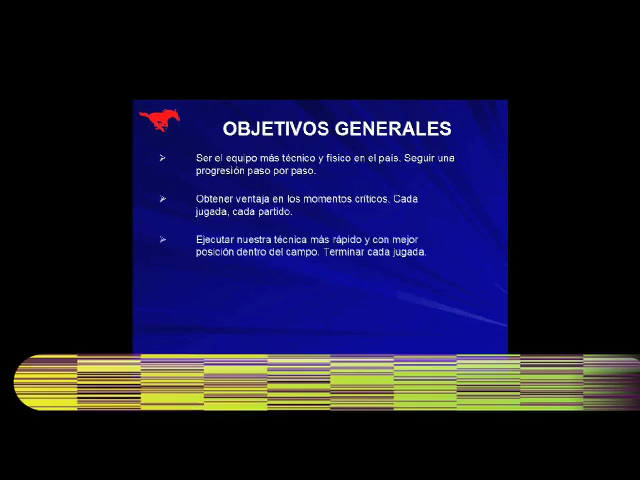 OBJETIVOS GENERALES
Ser el equipo más técnico y físico en el país. Seguir una
progresión paso por paso.
Obtener ventaja en los momentos críticos. Cada
jugada, cada partido.
Ejecutar nuestra técnica más rápido y con mejor
posición dentro del campo. Terminar cada jugada.